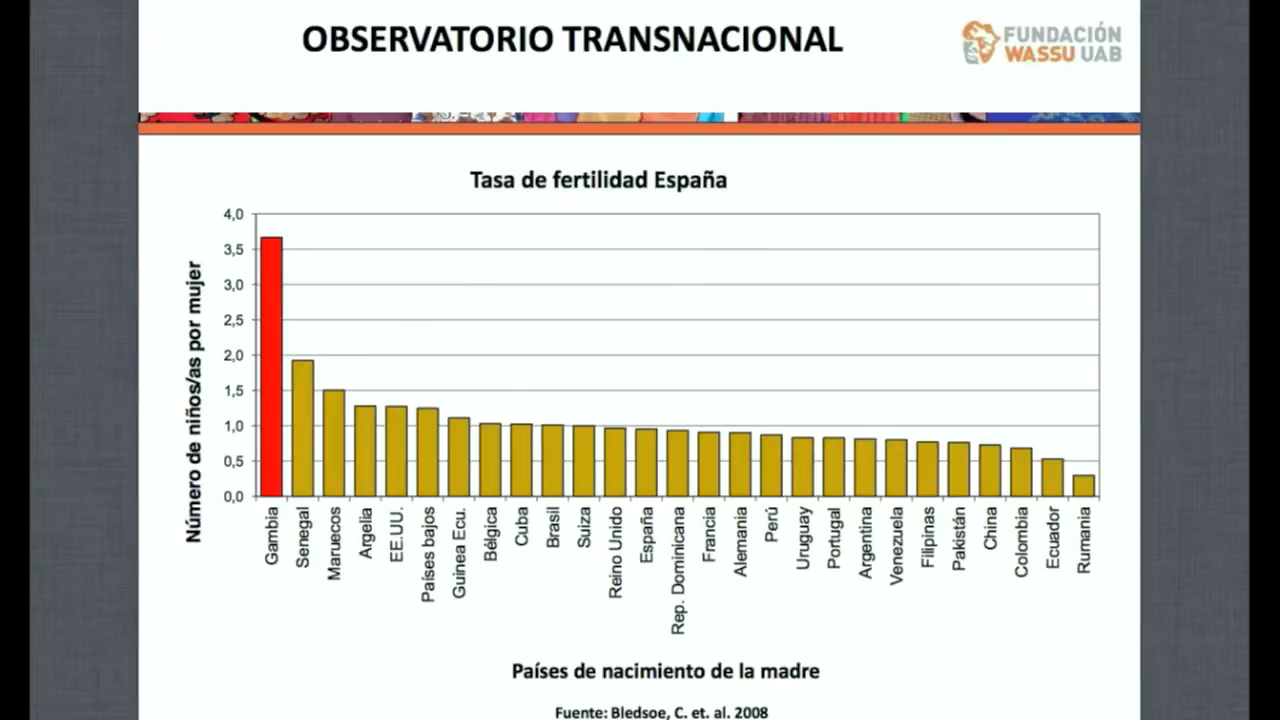 OBSERVATORIO TRANSNACIONAL
FUNDACIÓN
WASSU UAB
Tasa de fertilidad España
Número de niños/as por mujer
4,0
3,5
3,0
2,5
2,0
1,5
1,0
0,5
0,0
Gambia
Senegal
Maruecos
Argelia
EE.UU.
Países bajos
Guinea Ecu.
Bélgica
Cuba
Brasil
Suiza
Reino Unido
España
Rep. Dominicana
Francia
Alemania
Perú
Uruguay
Portugal
Argentina
Venezuela
Filipinas
Pakistán
China
Colombia
Ecuador
Rumania
Países de nacimiento de la madre
Fuente: Bledsoe, C. et. al. 2008